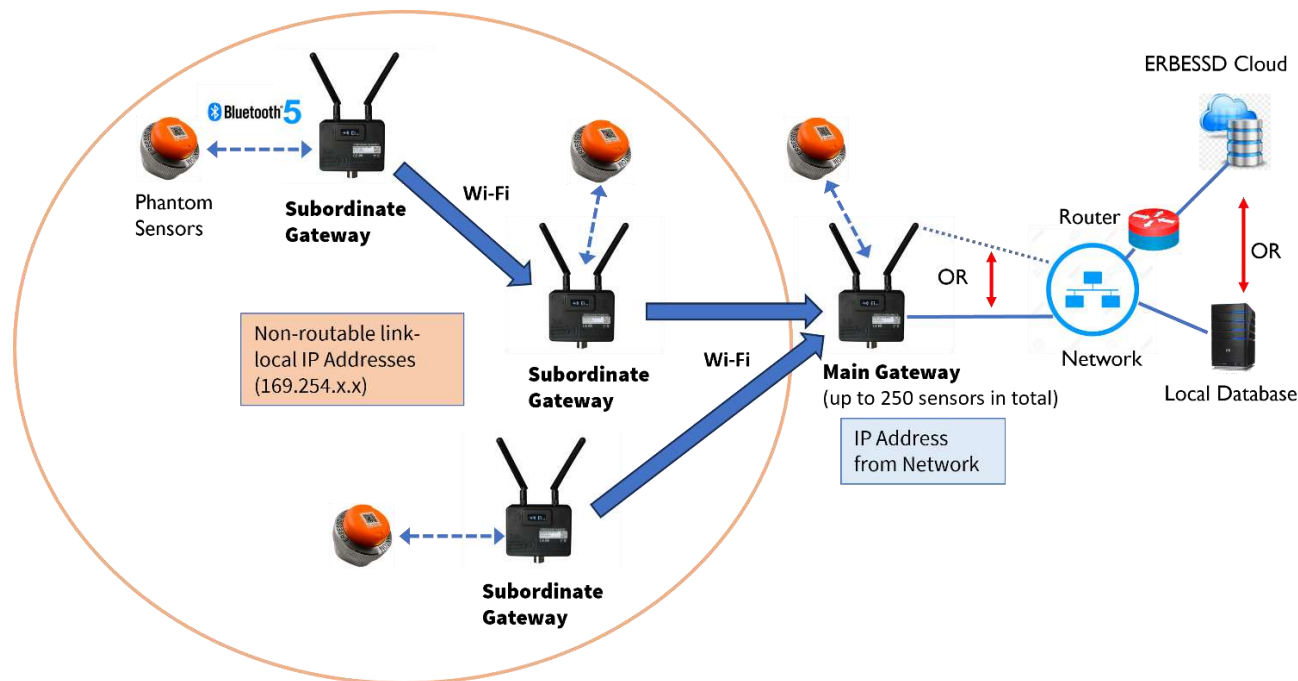 ERBESSD Cloud
Bluetooth 5
Phantom
Sensors
Subordinate
Gateway
Wi-Fi
Router
OR
OR
Non-routable link-
local IP Addresses
(169.254.x.x)
Subordinate
Gateway
Wi-Fi
Main Gateway
(up to 250 sensors in total)
Network
Local Database
IP Address
from Network
Subordinate
Gateway